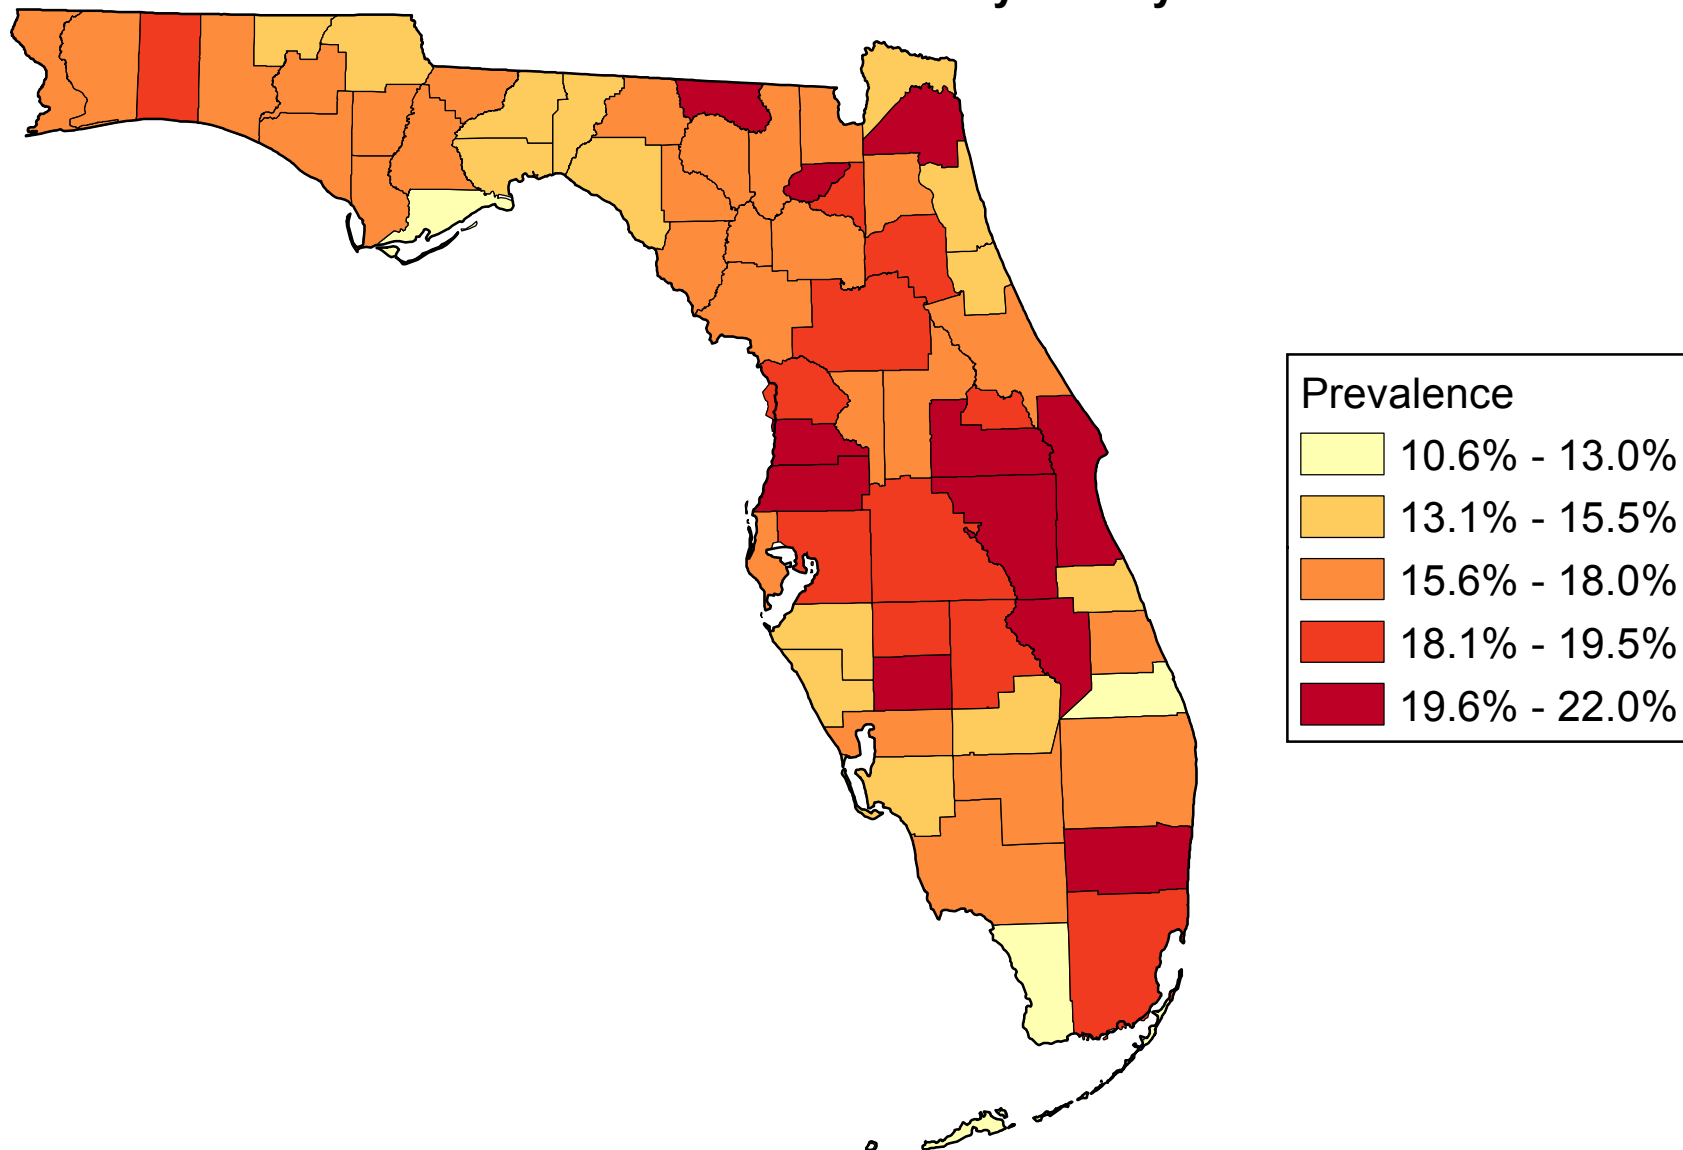 Prevalence
10.6% - 13.0%
13.1% - 15.5%
15.6% - 18.0%
18.1% - 19.5%
19.6% - 22.0%